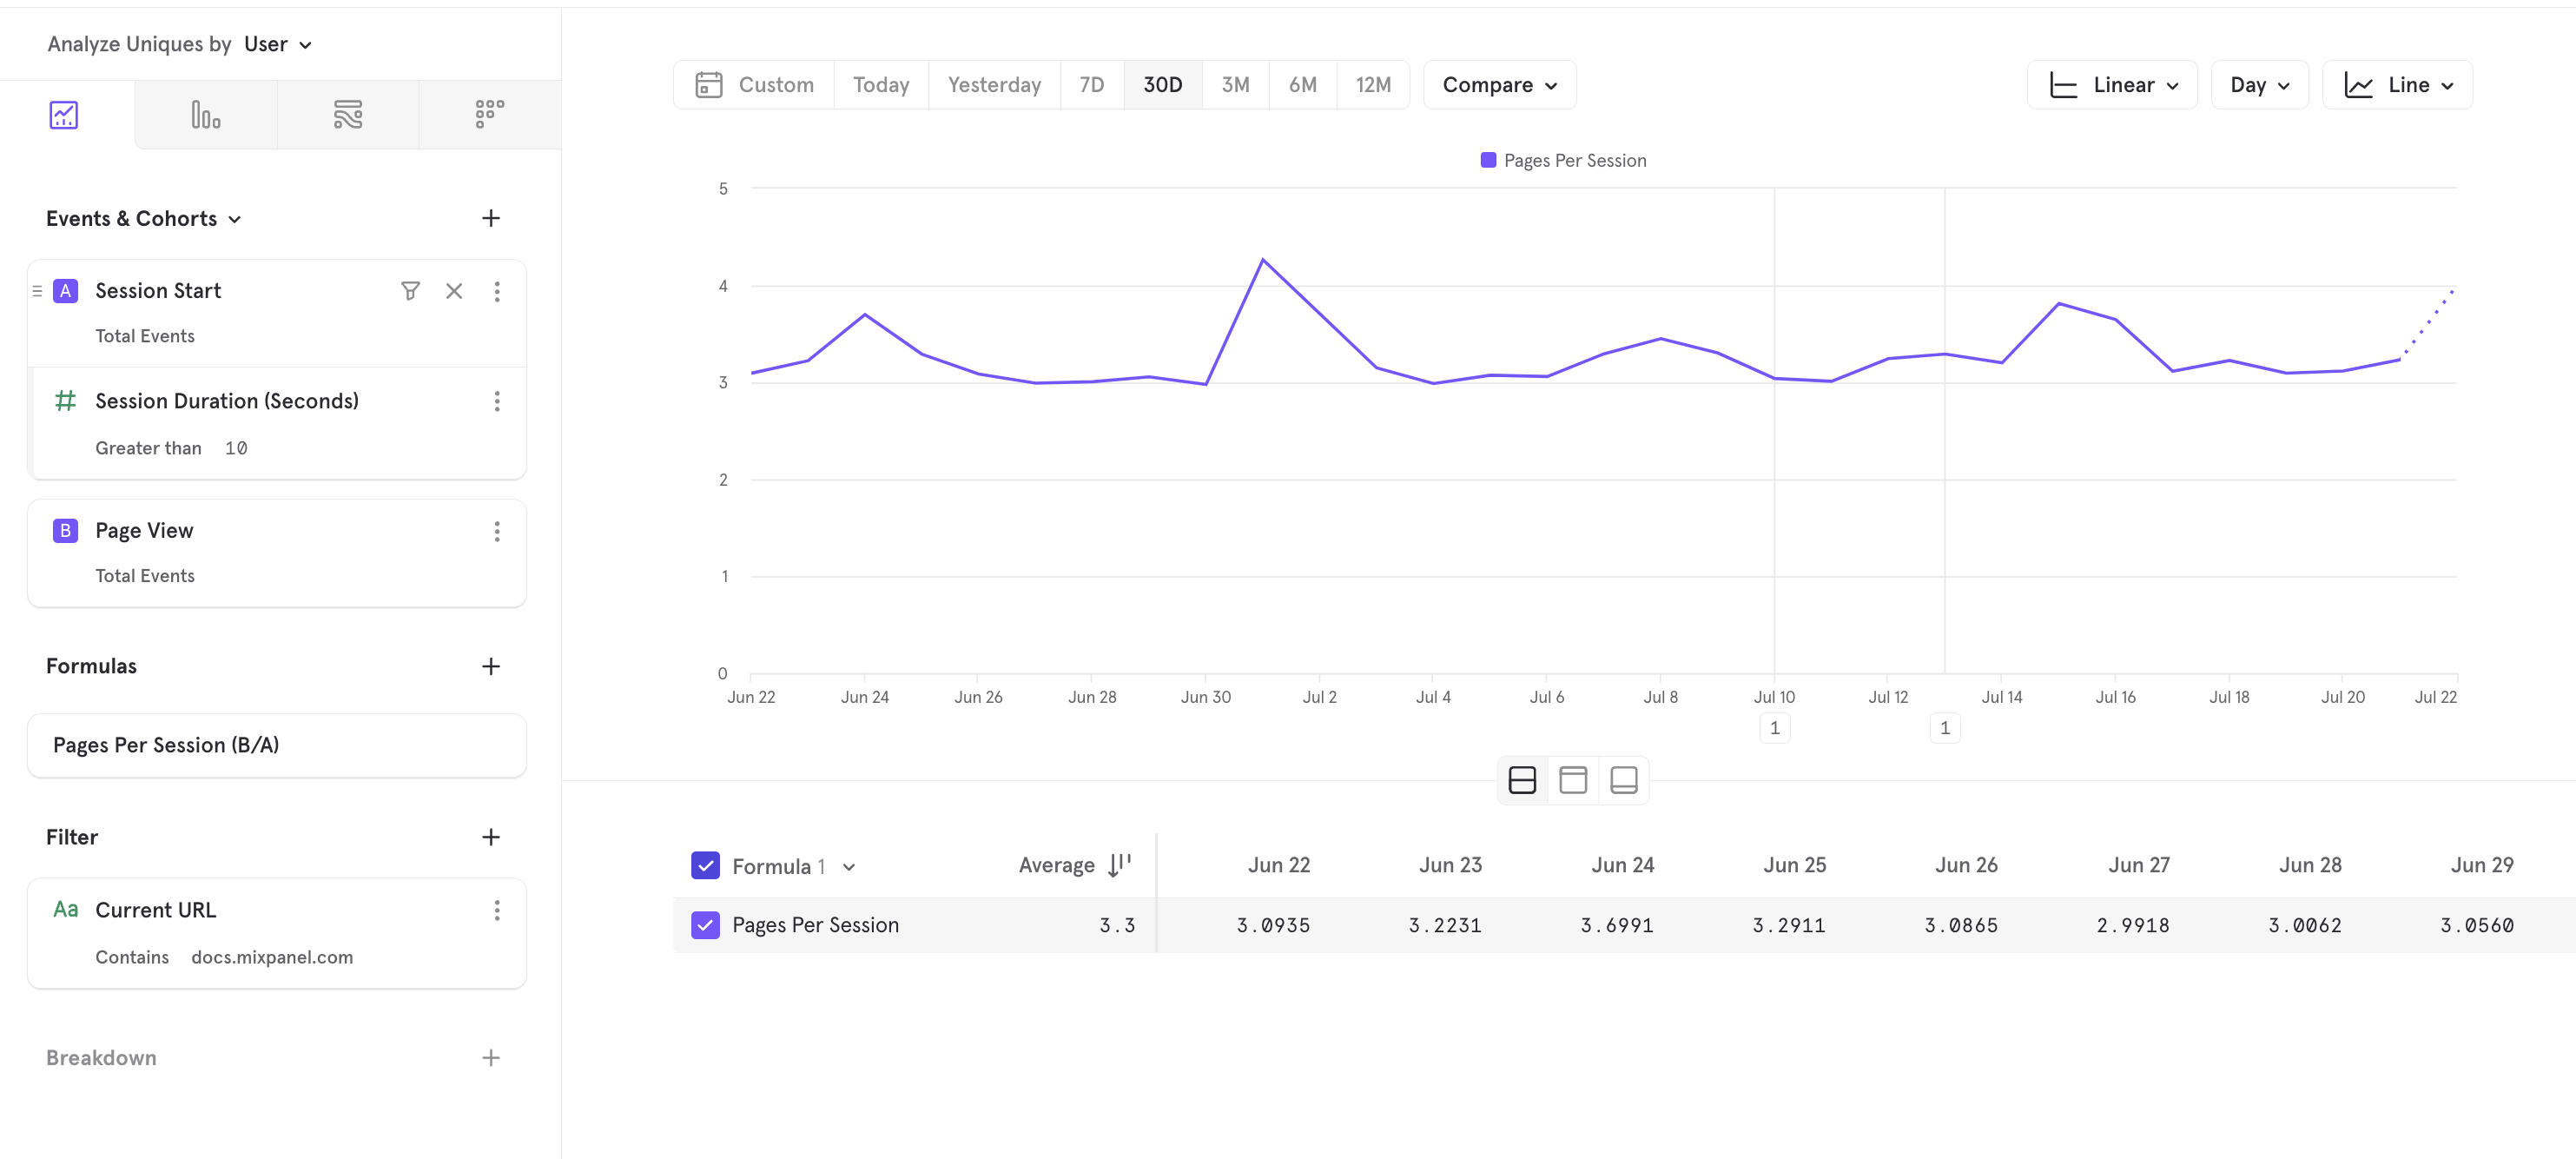 Analyze Uniques by User
Events & Cohorts
A Session Start
Total Events
# Session Duration (Seconds)
Greater than 10
B Page View
Total Events
Formulas
Pages Per Session (B/A)
Filter
Aa Current URL
Contains docs.mixpanel.com
Breakdown
Custom Today Yesterday 7D 30D 3M 6M 12M Compare Linear Day Line
Pages Per Session
5
4
3
2
1
0
Jun 22 Jun 24 Jun 26 Jun 28 Jun 30 Jul 2 Jul 4 Jul 6 Jul 8 Jul 10 Jul 12 Jul 14 Jul 16 Jul 18 Jul 20 Jul 22
1 1
Formula 1 Average Jun 22 Jun 23 Jun 24 Jun 25 Jun 26 Jun 27 Jun 28 Jun 29
Pages Per Session 3.3 3.0935 3.2231 3.6991 3.2911 3.0865 2.9918 3.0062 3.0560